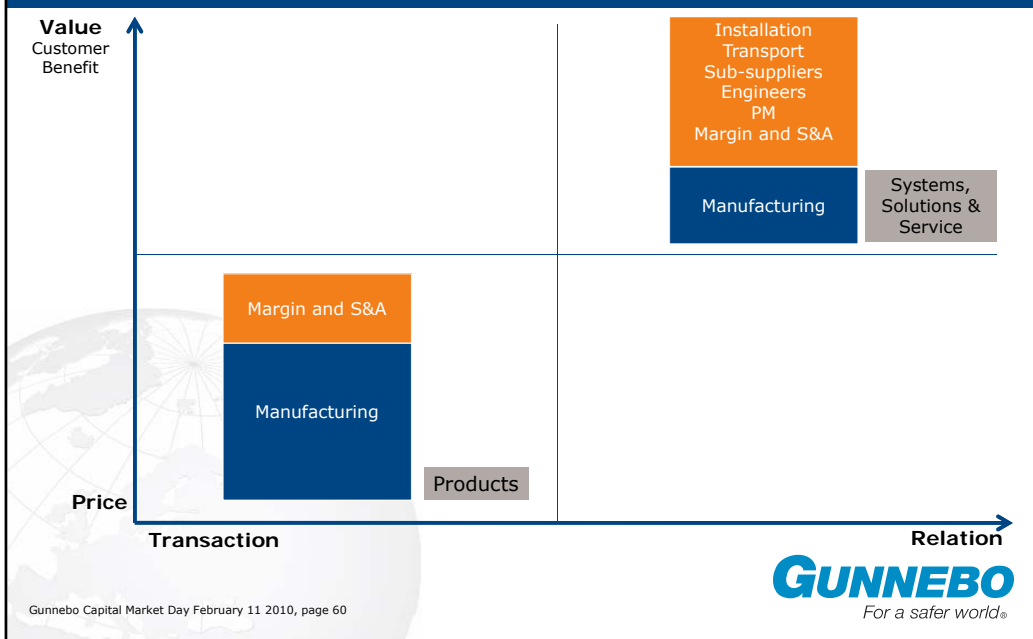 Value
Customer
Benefit
Installation
Transport
Sub-suppliers
Engineers
PM
Margin and S&A
Manufacturing
Systems,
Solutions &
Service
Margin and S&A
Manufacturing
Products
Price
Transaction
Relation
GUNNEBO
For a safer world®
Gunnebo Capital Market Day February 11 2010, page 60